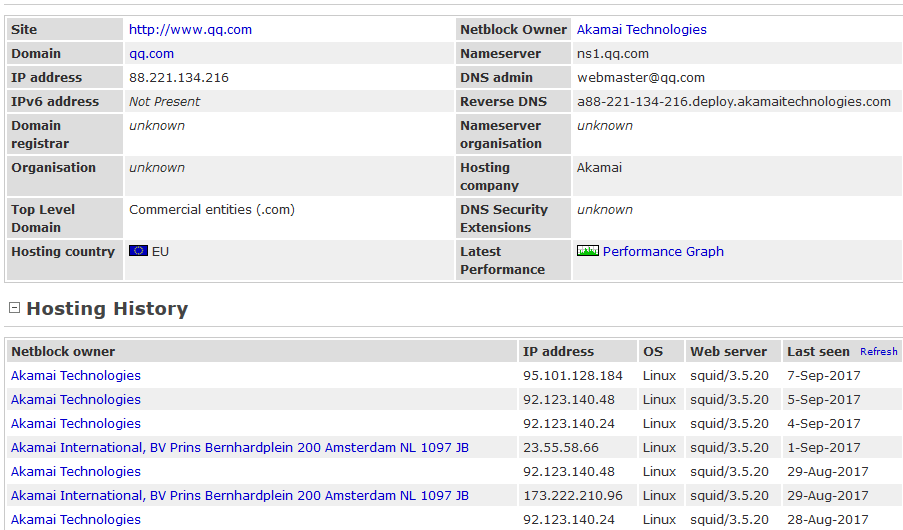 Site http://www.qq.com Netblock Owner Akamai Technologies
Domain qq.com Nameserver ns1.qq.com
IP address 88.221.134.216 DNS admin webmaster@qq.com
IPv6 address Not Present Reverse DNS a88-221-134-216.deploy.akamaitechnologies.com
Domain unknown Nameserver unknown
registrar organisation
Organisation unknown Hosting Akamai
company
Top Level Commercial entities (.com) DNS Security unknown
Domain Extensions
Hosting country EU Latest Performance Graph
Performance
Hosting History
Netblock owner IP address OS Web server Last seen Refresh
Akamai Technologies 95.101.128.184 Linux squid/3.5.20 7-Sep-2017
Akamai Technologies 92.123.140.48 Linux squid/3.5.20 5-Sep-2017
Akamai Technologies 92.123.140.24 Linux squid/3.5.20 4-Sep-2017
Akamai International, BV Prins Bernhardplein 200 Amsterdam NL 1097 JB 23.55.58.66 Linux squid/3.5.20 1-Sep-2017
Akamai Technologies 92.123.140.48 Linux squid/3.5.20 29-Aug-2017
Akamai International, BV Prins Bernhardplein 200 Amsterdam NL 1097 JB 173.222.210.96 Linux squid/3.5.20 29-Aug-2017
Akamai Technologies 92.123.140.24 Linux squid/3.5.20 28-Aug-2017